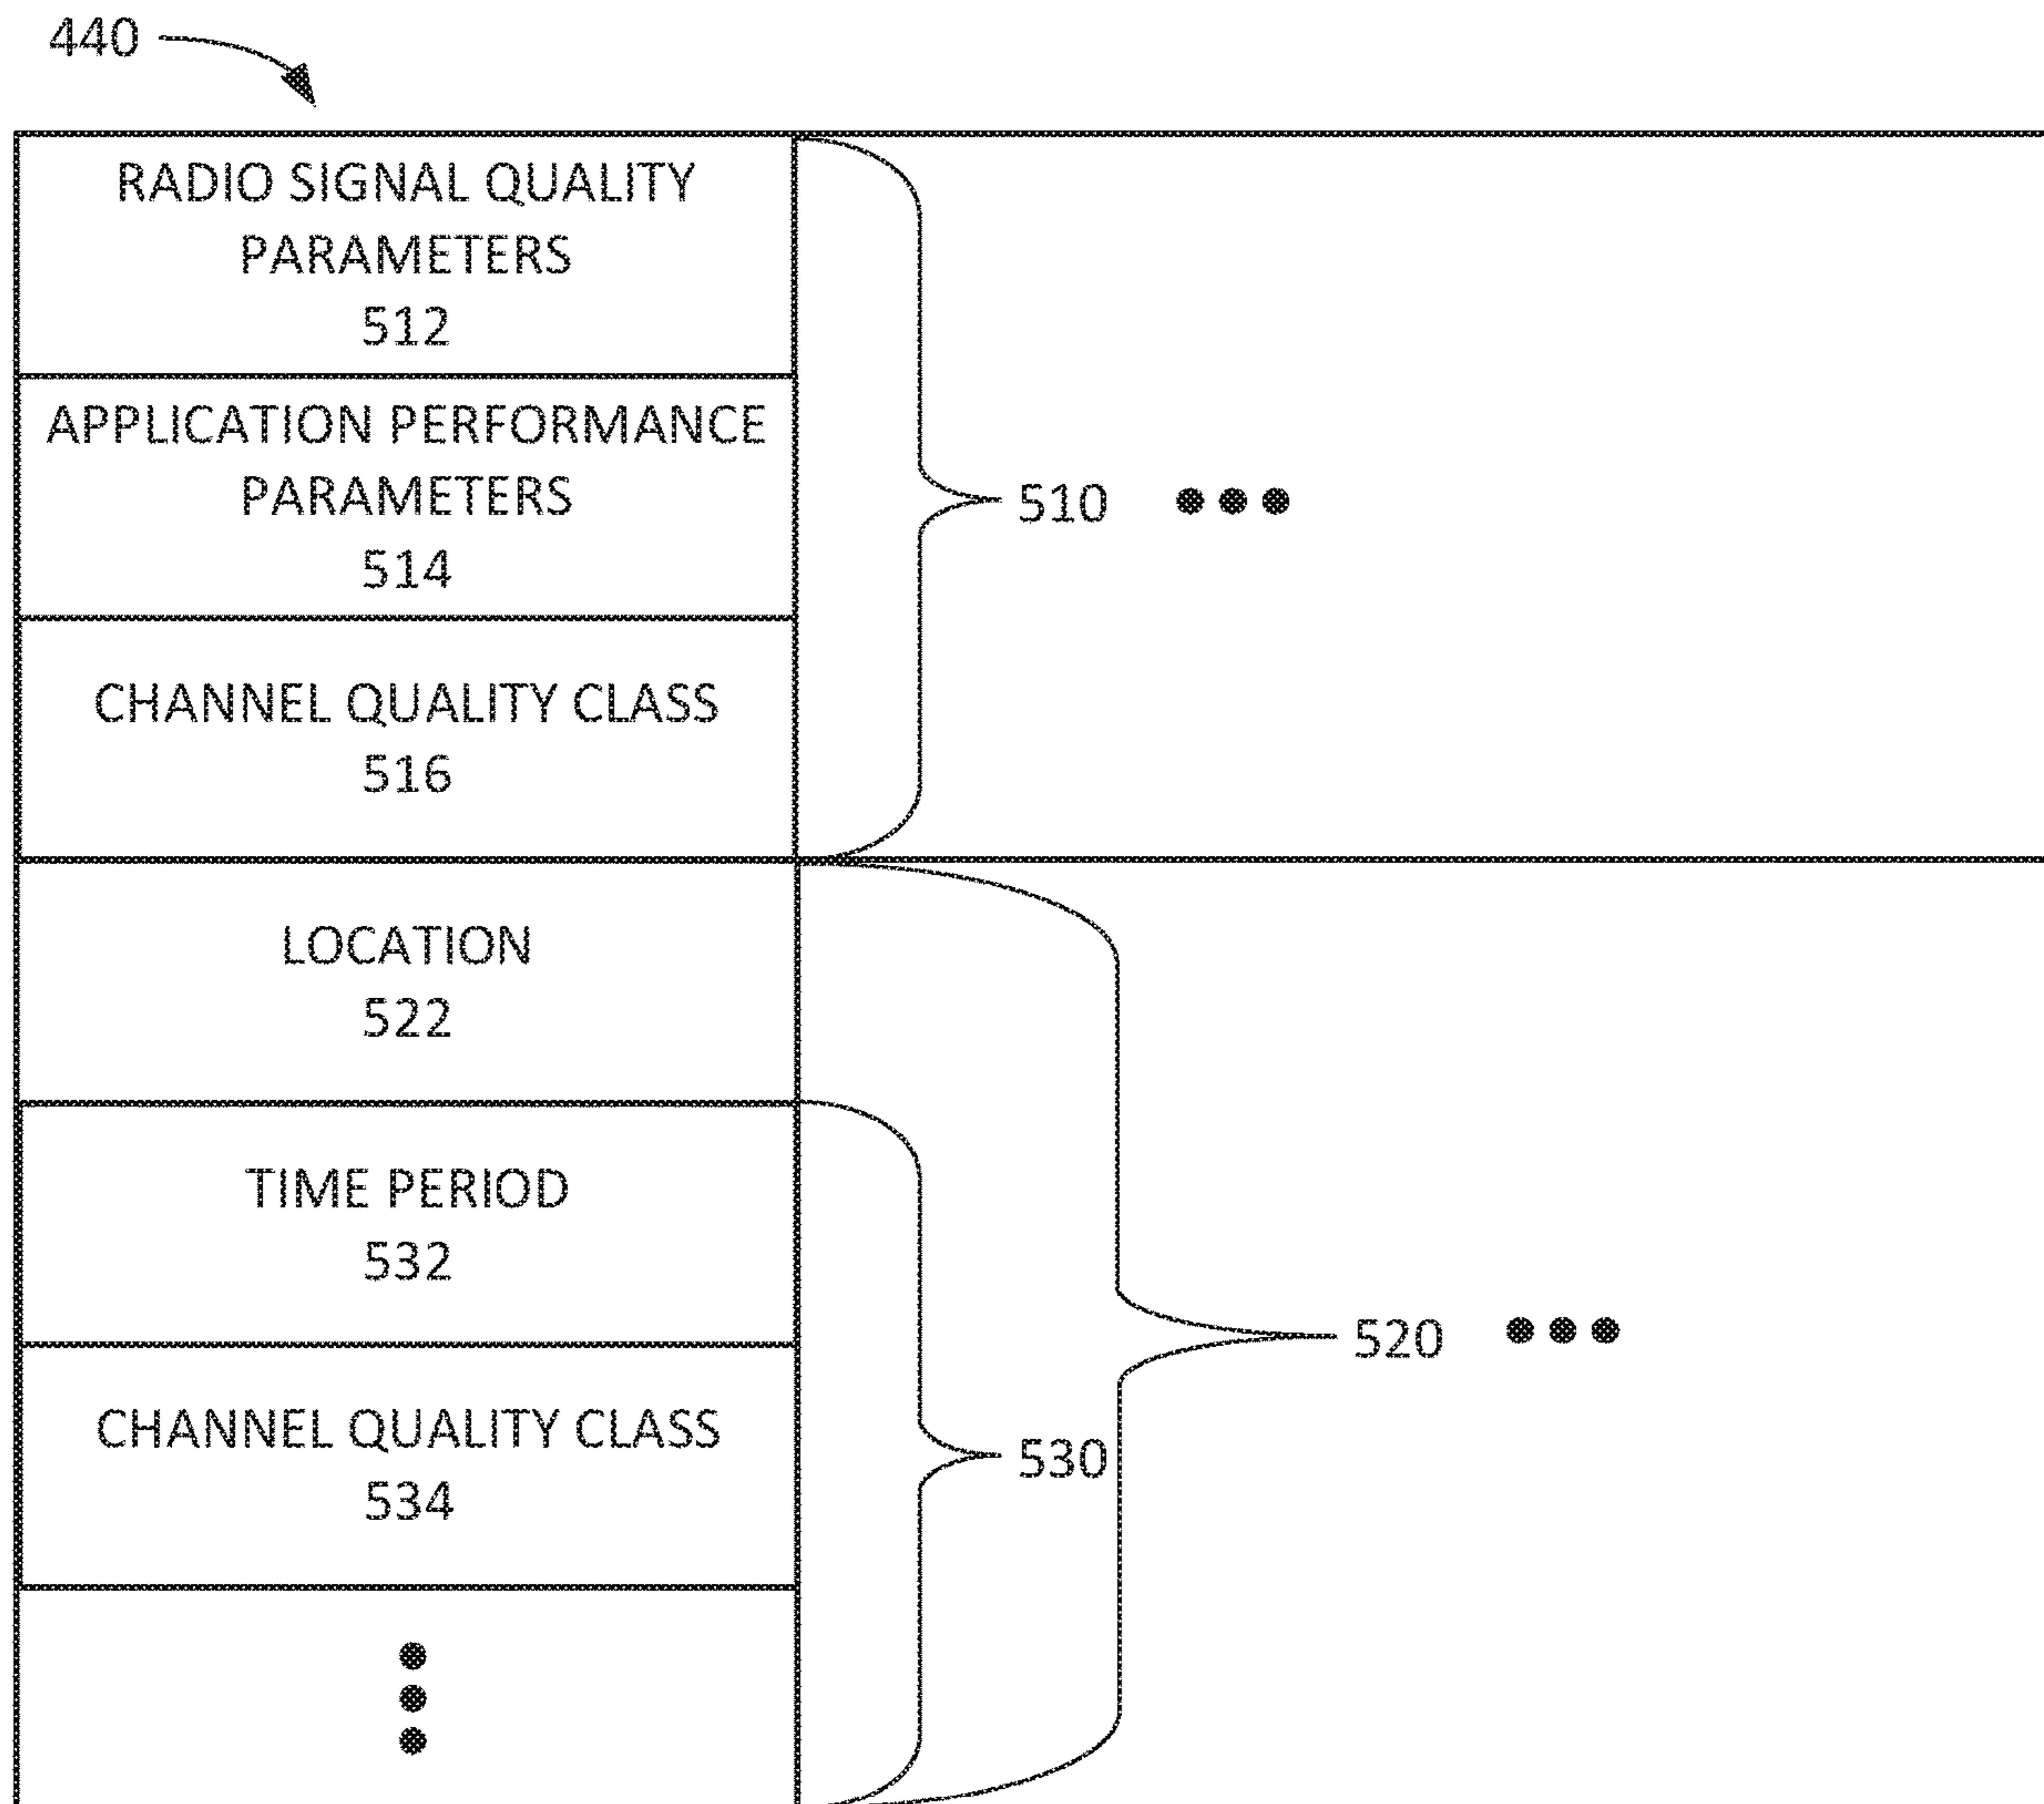 440
RADIO SIGNAL QUALITY
PARAMETERS
512
APPLICATION PERFORMANCE
PARAMETERS
514
510
CHANNEL QUALITY CLASS
516
LOCATION
522
TIME PERIOD
532
520
CHANNEL QUALITY CLASS
534
530